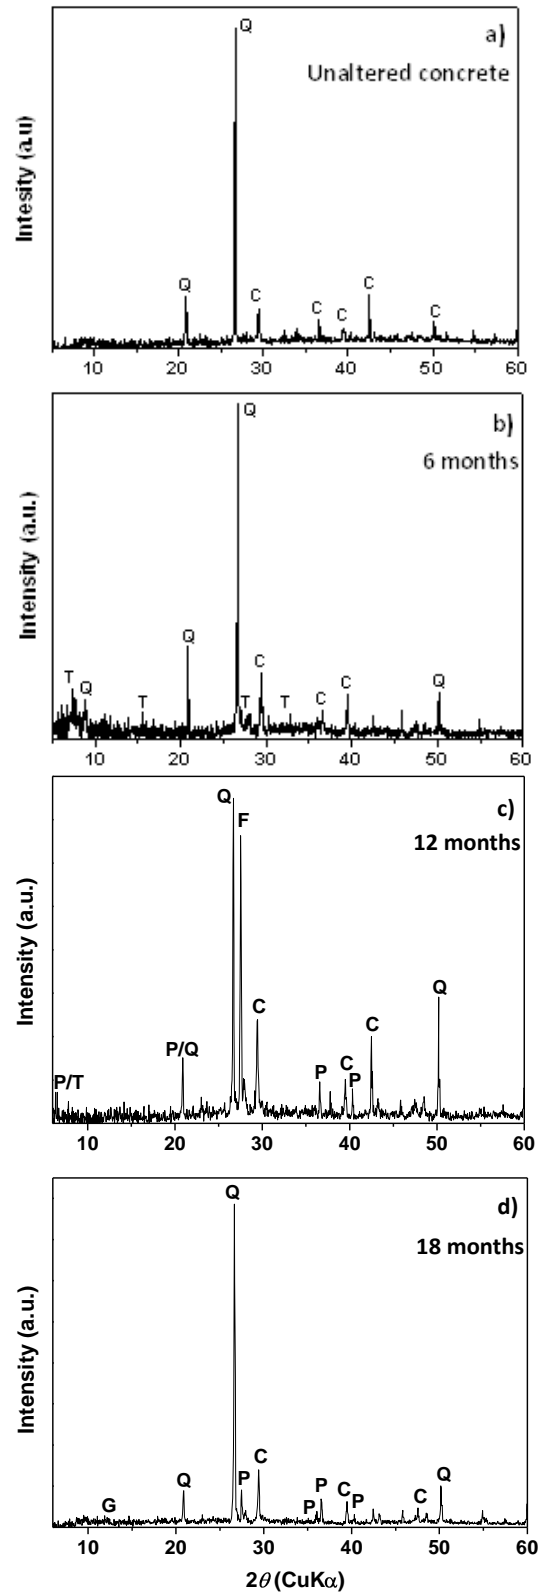 Q
a)
Unaltered concrete
Intesity (a.u)
Q
C
C
C
C
C
10 20 30 40 50 60
Q
b)
6 months
Intensity (a.u.)
Q
T
Q
T
C
T
T
C
C
Q
10 20 30 40 50 60
Q
F
c)
12 months
Intensity (a.u.)
Q
C
C
P/Q
P/T
P
C
P
10 20 30 40 50 60
Q
d)
18 months
Intensity (a.u.)
C
Q
P
P
Q
G
P
C
P
C
10 20 30 40 50 60
2θ (CuKα)